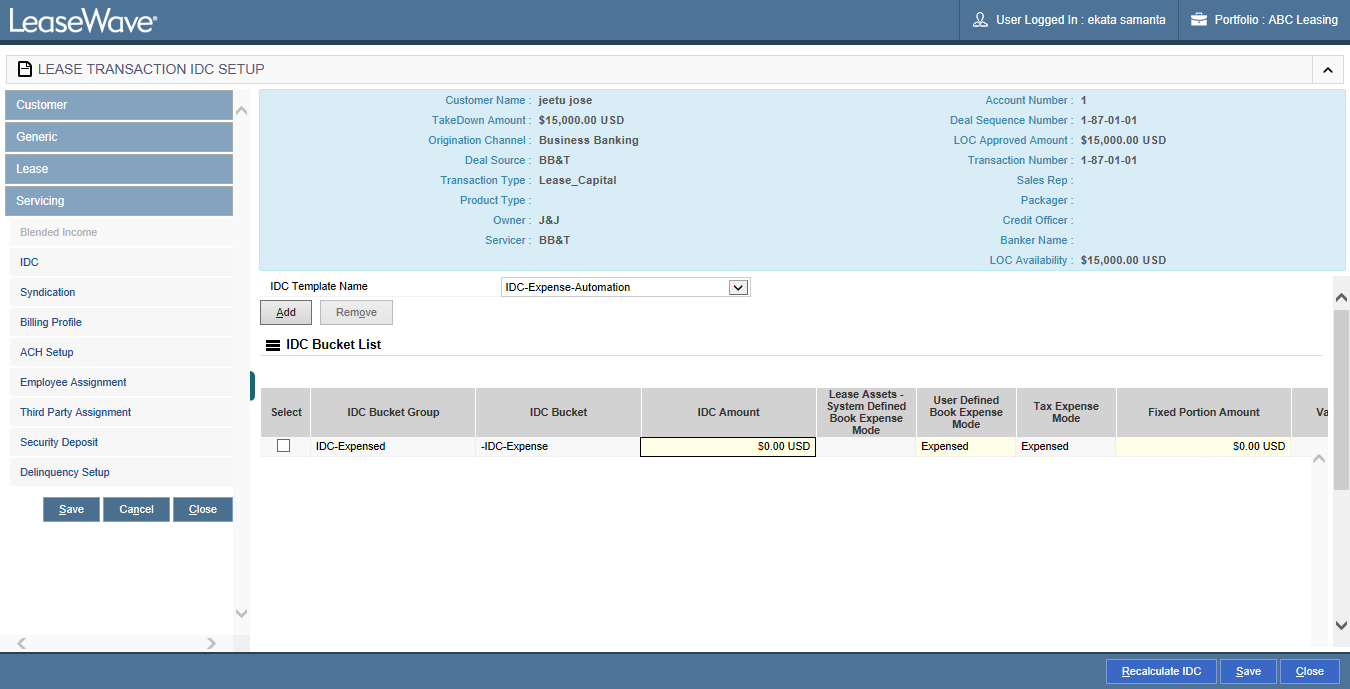 LeaseWave®
User Logged In : ekata samanta
Portfolio : ABC Leasing
LEASE TRANSACTION IDC SETUP
Customer
Generic
Lease
Servicing
Blended Income
IDC
Syndication
Billing Profile
ACH Setup
Employee Assignment
Third Party Assignment
Security Deposit
Delinquency Setup
Save Cancel Close
Customer Name : jeetu jose
Account Number : 1
TakeDown Amount : $15,000.00 USD
Deal Sequence Number : 1-87-01-01
Origination Channel : Business Banking
LOC Approved Amount : $15,000.00 USD
Deal Source : BB&T
Transaction Number : 1-87-01-01
Transaction Type : Lease_Capital
Sales Rep :
Product Type :
Packager :
Owner : J&J
Credit Officer :
Servicer : BB&T
Banker Name :
LOC Availability : $15,000.00 USD
IDC Template Name IDC-Expense-Automation
Add Remove
IDC Bucket List
Select
IDC Bucket Group
IDC Bucket
IDC Amount
Lease Assets -
System Defined
Book Expense
Mode
User Defined
Book Expense
Mode
Tax Expense
Mode
Fixed Portion Amount
Va
IDC-Expensed -IDC-Expense $0.00 USD Expensed Expensed $0.00 USD
Recalculate IDC Save Close